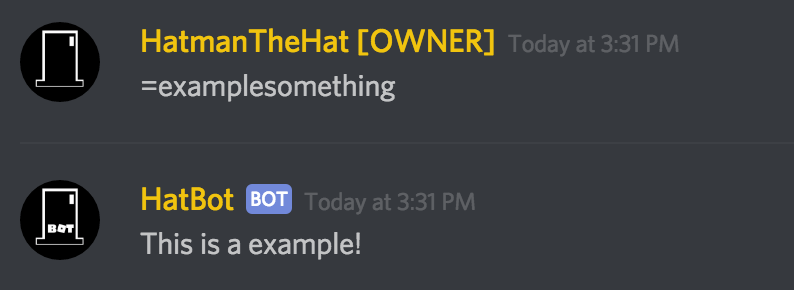 HatmanTheHat [OWNER] Today at 3:31 PM
=examplesomething
HatBot BOT Today at 3:31 PM
BOT
This is a example!